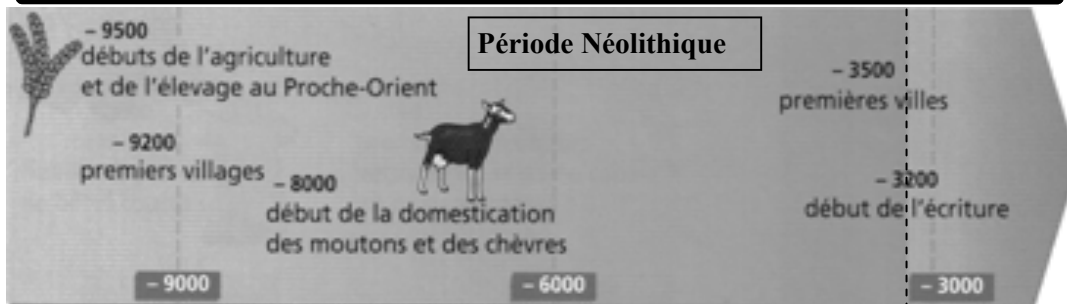 – 9500
débuts de l'agriculture
et de l'élevage au Proche-Orient
Période Néolithique
– 3500
premières villes
– 9200
premiers villages
– 8000
début de la domestication
des moutons et des chèvres
– 3200
début de l'écriture
– 9000
– 6000
– 3000